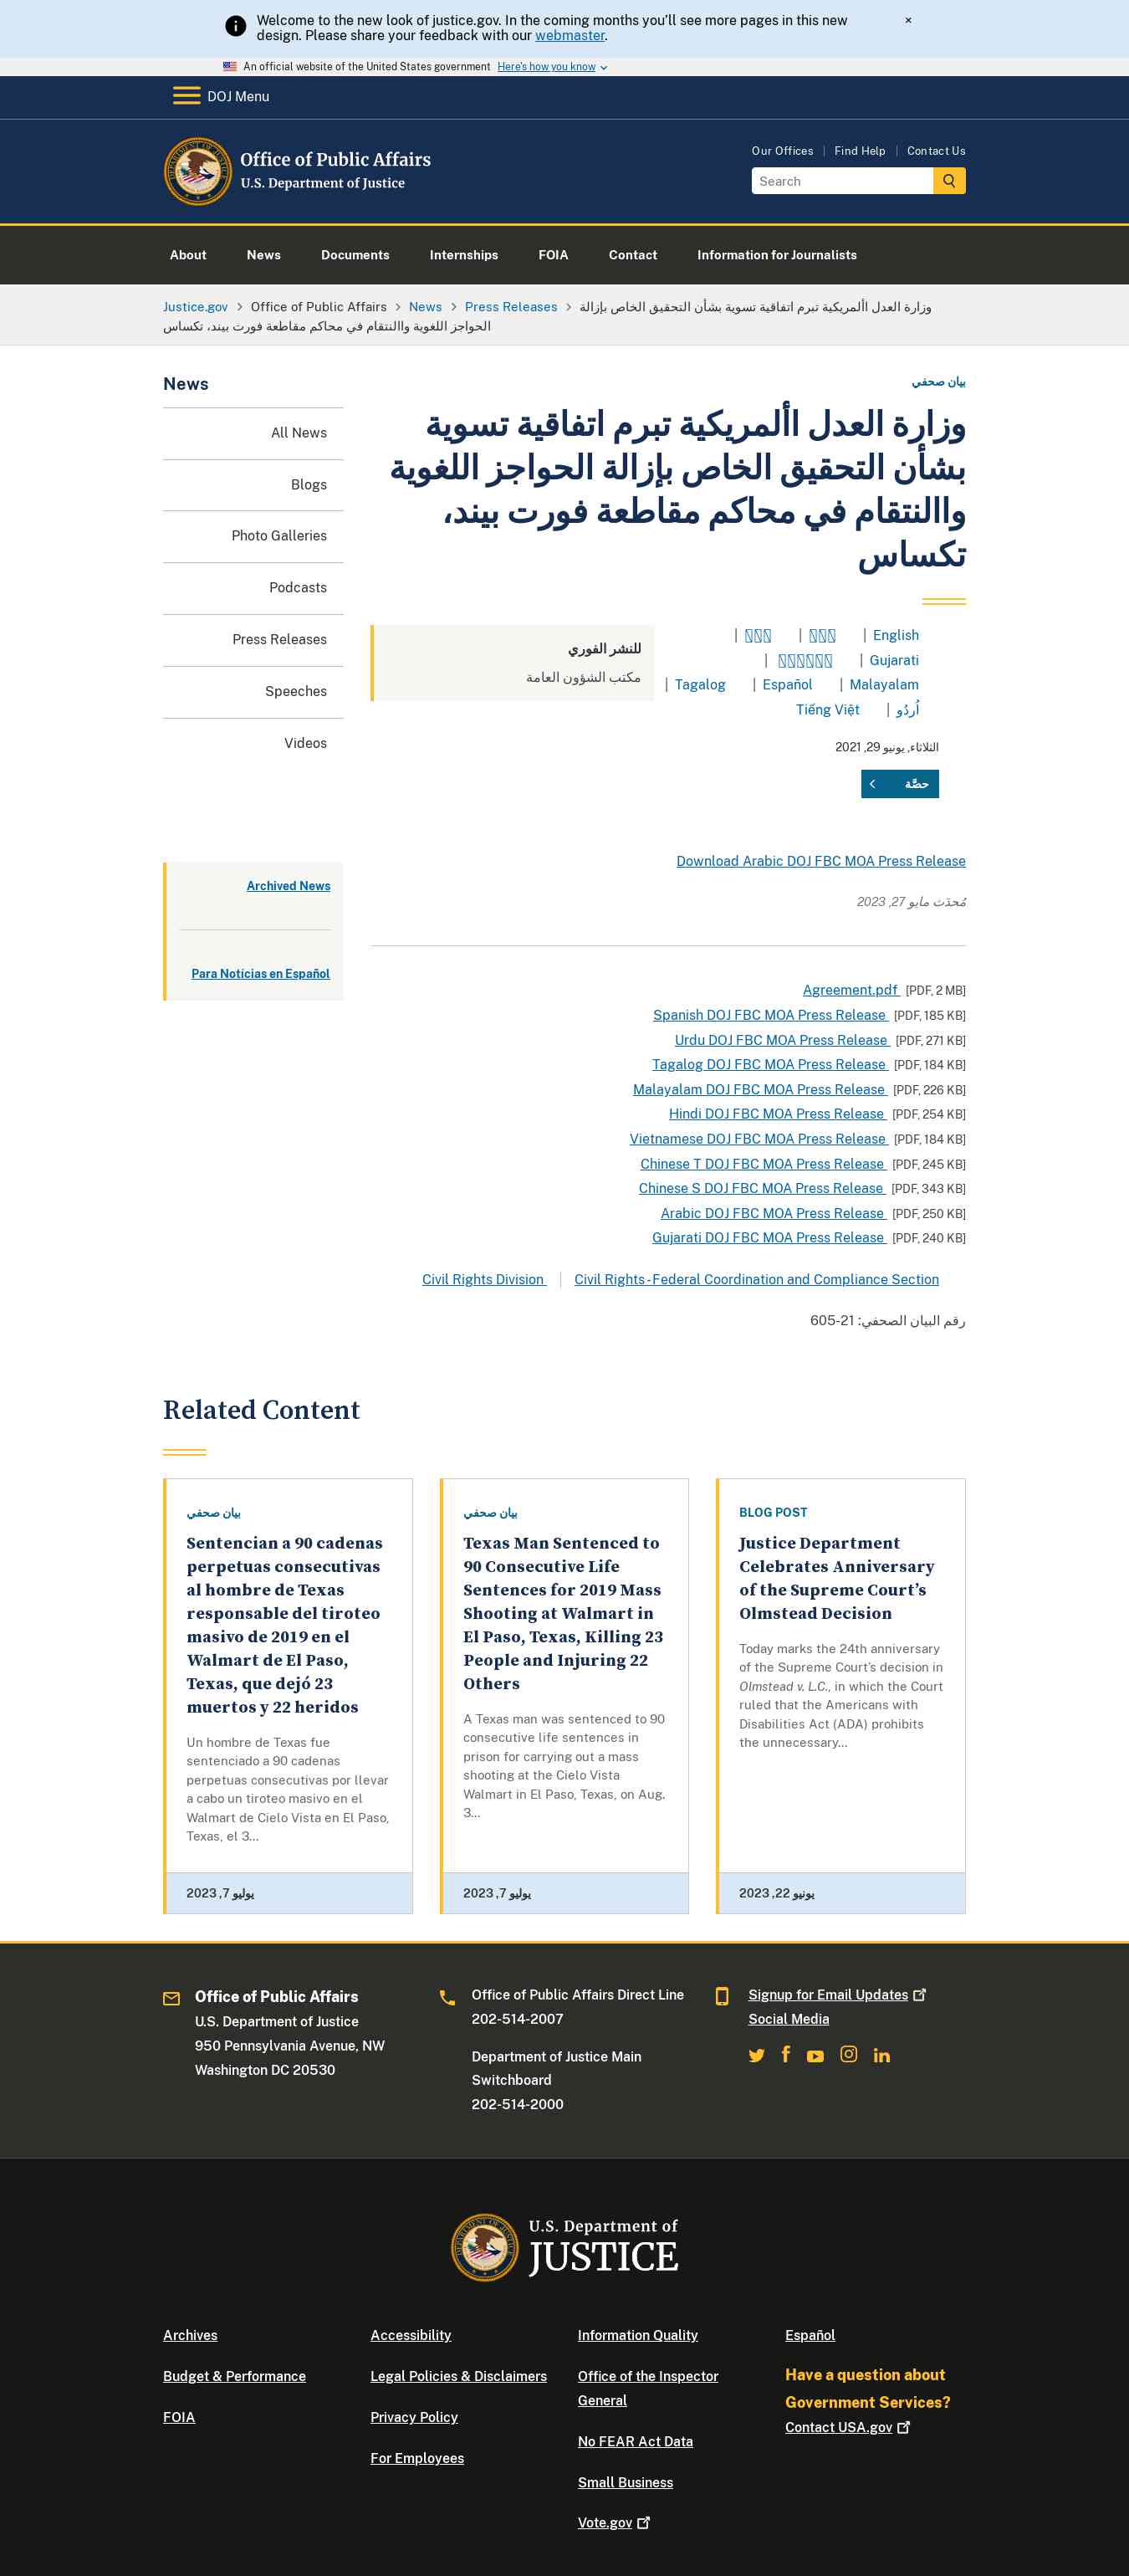 Welcome to the new look of justice.gov. In the coming months you'll see more pages in this new
design. Please share your feedback with our webmaster.
×
An official website of the United States government Here's how you know
DOJ Menu
Office of Public Affairs
U.S. Department of Justice
Our Offices
Find Help
Contact Us
Search
About
News
Documents
Internships
FOIA
Contact
Information for Journalists
Justice.gov
Office of Public Affairs
News
Press Releases
وزارة العدل األمريكية تبرم اتفاقية تسوية بشأن التحقيق الخاص بإزالة
الحواجز اللغوية واالنتقام في محاكم مقاطعة فورت بيند، تكساس
News
All News
Blogs
Photo Galleries
Podcasts
Press Releases
Speeches
Videos
Archived News
Para Notícias en Español
بيان صحفي
وزارة العدل األمريكية تبرم اتفاقية تسوية
بشأن التحقيق الخاص بإزالة الحواجز اللغوية
واالنتقام في محاكم مقاطعة فورت بيند،
تكساس
English
Gujarati
Malayalam
Español
Tagalog
اُردُو
Tiếng Việt
للنشر الفوري
مكتب الشؤون العامة
الثلاثاء, يونيو 29, 2021
حصَّة
Download Arabic DOJ FBC MOA Press Release
مُحدَث مايو 27, 2023
Agreement.pdf [PDF, 2 MB]
Spanish DOJ FBC MOA Press Release [PDF, 185 KB]
Urdu DOJ FBC MOA Press Release [PDF, 271 KB]
Tagalog DOJ FBC MOA Press Release [PDF, 184 KB]
Malayalam DOJ FBC MOA Press Release [PDF, 226 KB]
Hindi DOJ FBC MOA Press Release [PDF, 254 KB]
Vietnamese DOJ FBC MOA Press Release [PDF, 184 KB]
Chinese T DOJ FBC MOA Press Release [PDF, 245 KB]
Chinese S DOJ FBC MOA Press Release [PDF, 343 KB]
Arabic DOJ FBC MOA Press Release [PDF, 250 KB]
Gujarati DOJ FBC MOA Press Release [PDF, 240 KB]
Civil Rights Division
Civil Rights - Federal Coordination and Compliance Section
رقم البيان الصحفي: 21-605
Related Content
بيان صحفي
Sentencian a 90 cadenas
perpetuas consecutivas
al hombre de Texas
responsable del tiroteo
masivo de 2019 en el
Walmart de El Paso,
Texas, que dejó 23
muertos y 22 heridos
Un hombre de Texas fue
sentenciado a 90 cadenas
perpetuas consecutivas por llevar
a cabo un tiroteo masivo en el
Walmart de Cielo Vista en El Paso,
Texas, el 3...
يوليو 7, 2023
بيان صحفي
Texas Man Sentenced to
90 Consecutive Life
Sentences for 2019 Mass
Shooting at Walmart in
El Paso, Texas, Killing 23
People and Injuring 22
Others
A Texas man was sentenced to 90
consecutive life sentences in
prison for carrying out a mass
shooting at the Cielo Vista
Walmart in El Paso, Texas, on Aug.
3...
يوليو 7, 2023
BLOG POST
Justice Department
Celebrates Anniversary
of the Supreme Court's
Olmstead Decision
Today marks the 24th anniversary
of the Supreme Court's decision in
Olmstead v. L.C., in which the Court
ruled that the Americans with
Disabilities Act (ADA) prohibits
the unnecessary...
يونيو 22, 2023
Office of Public Affairs
U.S. Department of Justice
950 Pennsylvania Avenue, NW
Washington DC 20530
Office of Public Affairs Direct Line
202-514-2007
Department of Justice Main
Switchboard
202-514-2000
Signup for Email Updates
Social Media
U.S. Department of
JUSTICE
Archives
Budget & Performance
FOIA
Accessibility
Legal Policies & Disclaimers
Privacy Policy
For Employees
Information Quality
Office of the Inspector
General
No FEAR Act Data
Small Business
Vote.gov
Español
Have a question about
Government Services?
Contact USA.gov